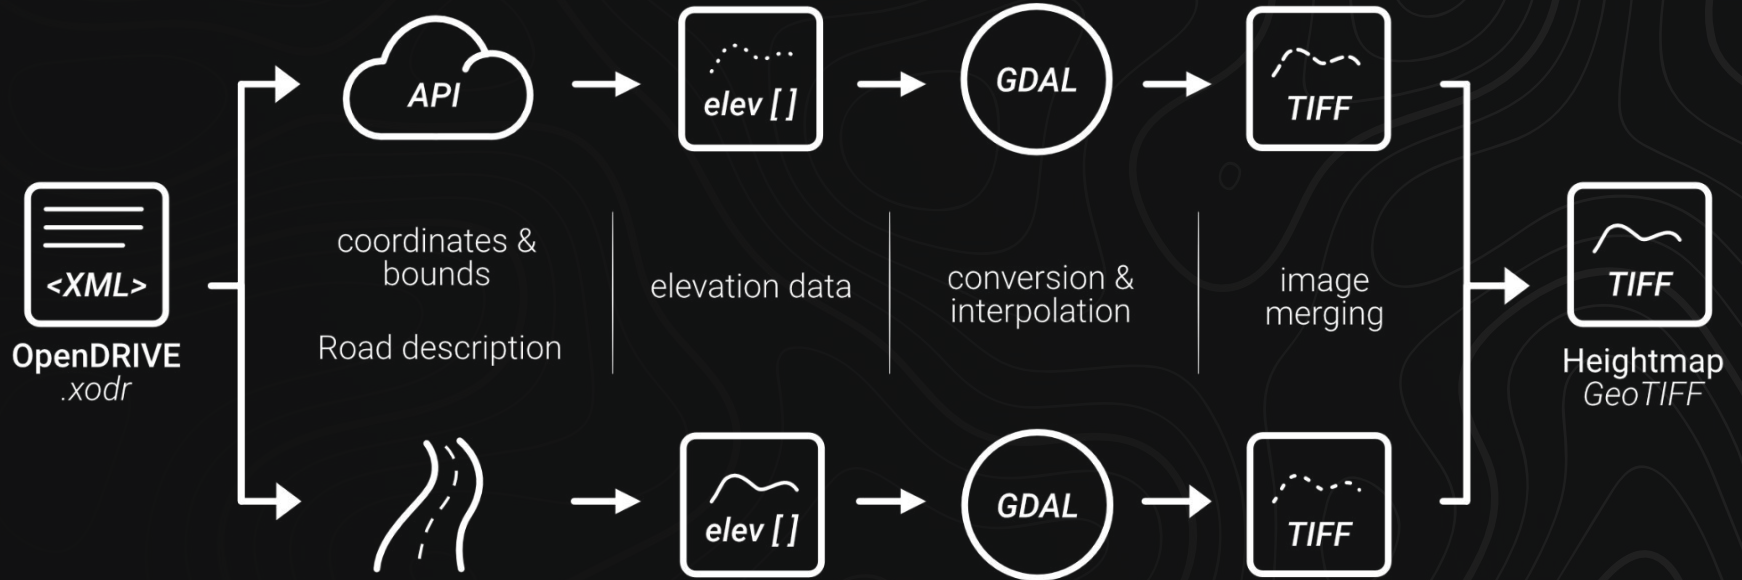 API
elev [ ]
GDAL
TIFF
<XML>
OpenDRIVE
.xodr
coordinates &
bounds
Road description
elevation data
conversion &
interpolation
image
merging
TIFF
Heightmap
GeoTIFF
elev [ ]
GDAL
TIFF